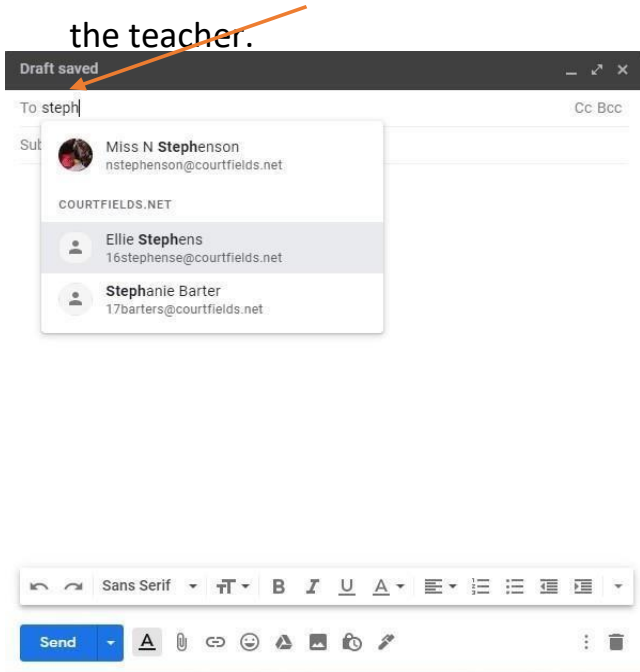 the teacher.
Draft saved
To steph Cc Bcc
Sub
Miss N Stephenson
nstephenson@courtfields.net
COURTFIELDS.NET
Ellie Stephens
16stephense@courtfields.net
Stephanie Barter
17barters@courtfields.net
Sans Serif
B I U A
Send A